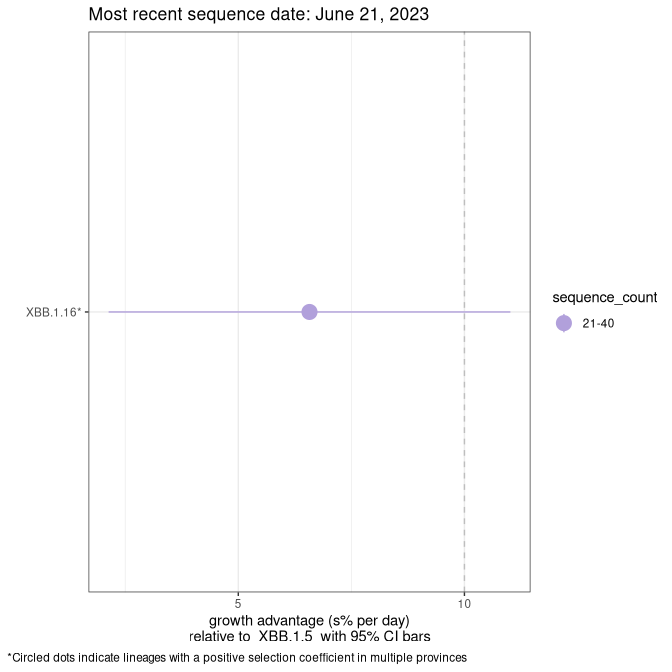 Most recent sequence date: June 21, 2023
XBB.1.16*
sequence_count
21-40
5
10
growth advantage (s% per day)
relative to  XBB.1.5  with 95% CI bars
*Circled dots indicate lineages with a positive selection coefficient in multiple provinces